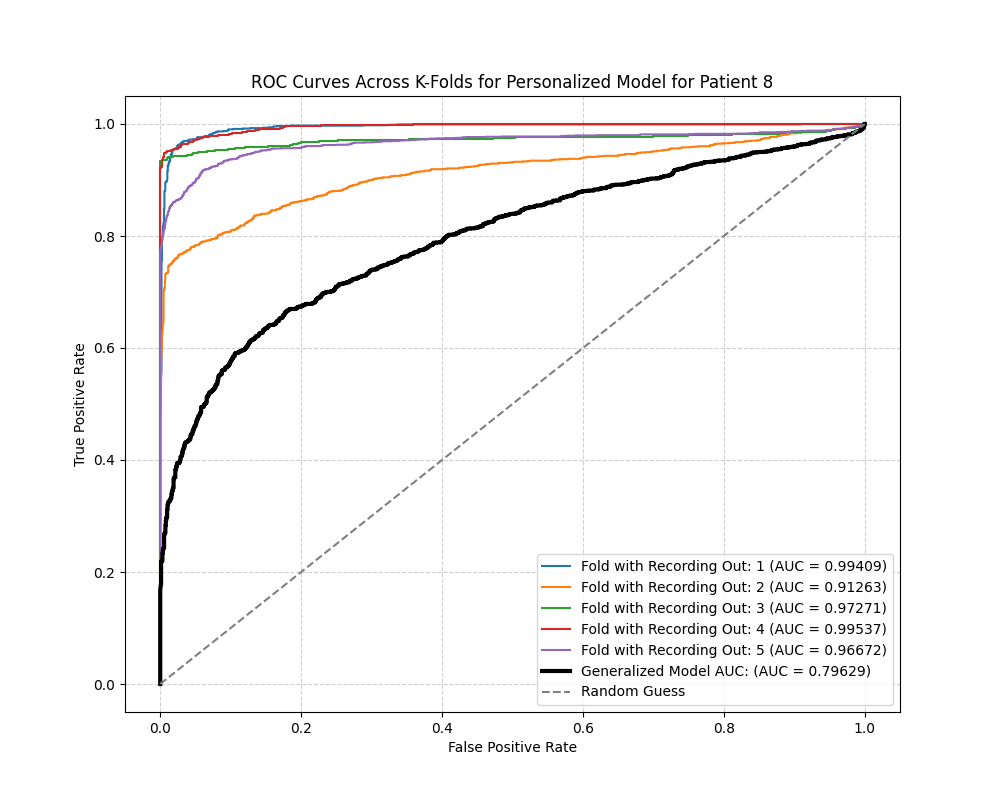 ROC Curves Across K-Folds for Personalized Model for Patient 8
True Positive Rate
1.0
0.8
0.6
0.4
0.2
0.0
0.0 0.2 0.4 0.6 0.8 1.0
False Positive Rate
Fold with Recording Out: 1 (AUC = 0.99409)
Fold with Recording Out: 2 (AUC = 0.91263)
Fold with Recording Out: 3 (AUC = 0.97271)
Fold with Recording Out: 4 (AUC = 0.99537)
Fold with Recording Out: 5 (AUC = 0.96672)
Generalized Model AUC: (AUC = 0.79629)
Random Guess